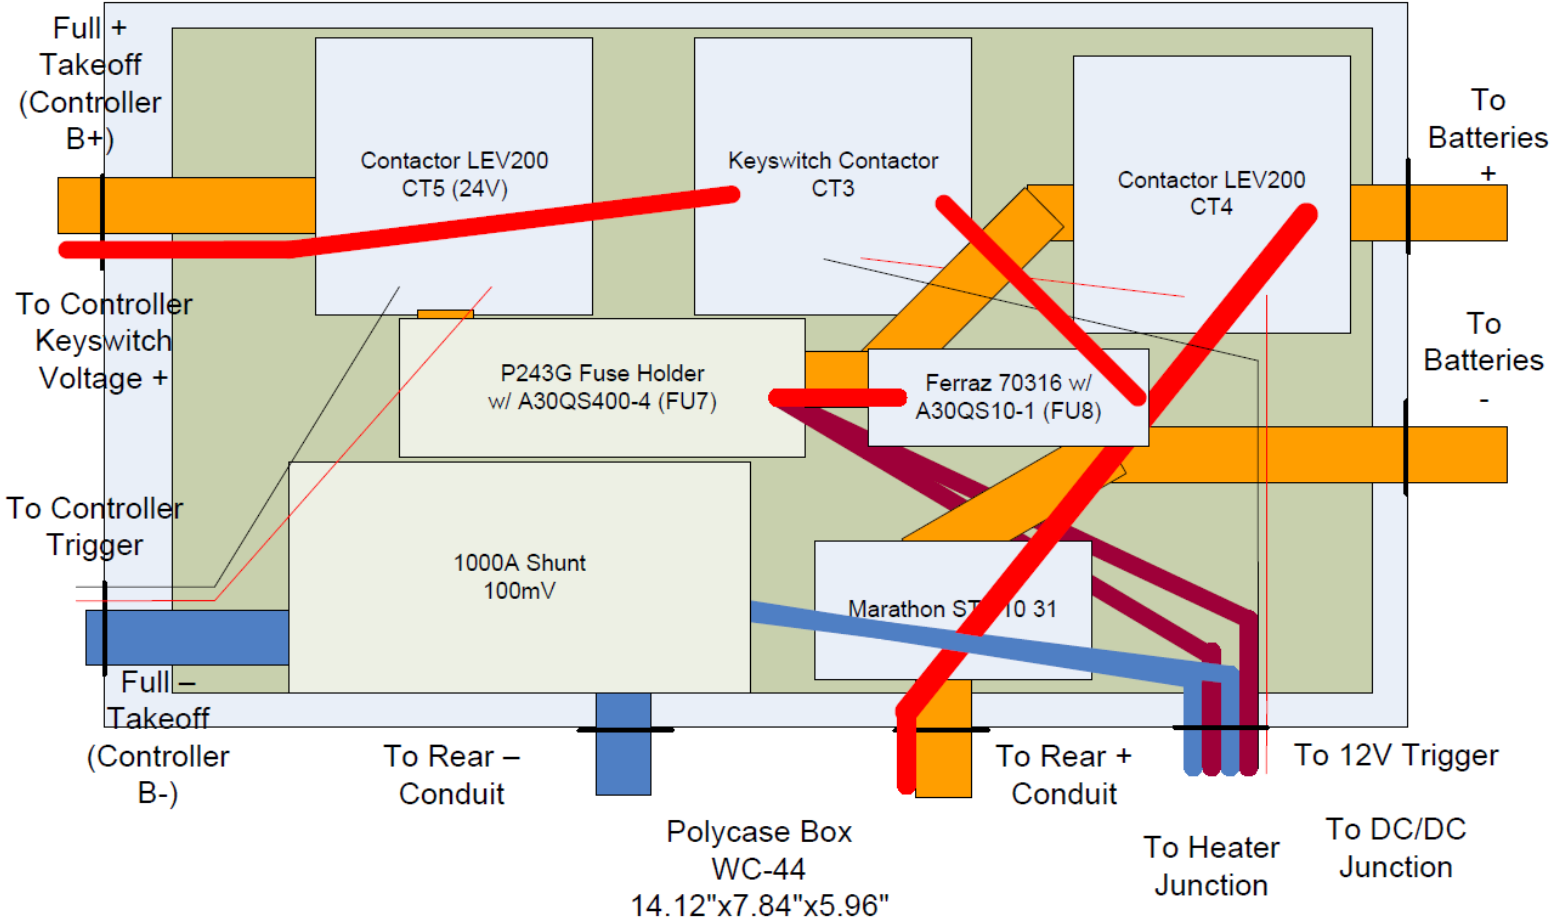 Full +
Takeoff
(Controller
B+)
Contactor LEV200
CT5 (24V)
Keyswitch Contactor
CT3
Contactor LEV200
CT4
To
Batteries
+
To Controller
Keyswitch
Voltage +
To
Batteries
-
P243G Fuse Holder
w/ A30QS400-4 (FU7)
Ferraz 70316 w/
A30QS10-1 (FU8)
To Controller
Trigger
1000A Shunt
100mV
Marathon 10 31
Full –
Takeoff
(Controller
B-)
To Rear –
Conduit
To Rear +
Conduit
To 12V Trigger
Polycase Box
WC-44
14.12"x7.84"x5.96"
To Heater
Junction
To DC/DC
Junction